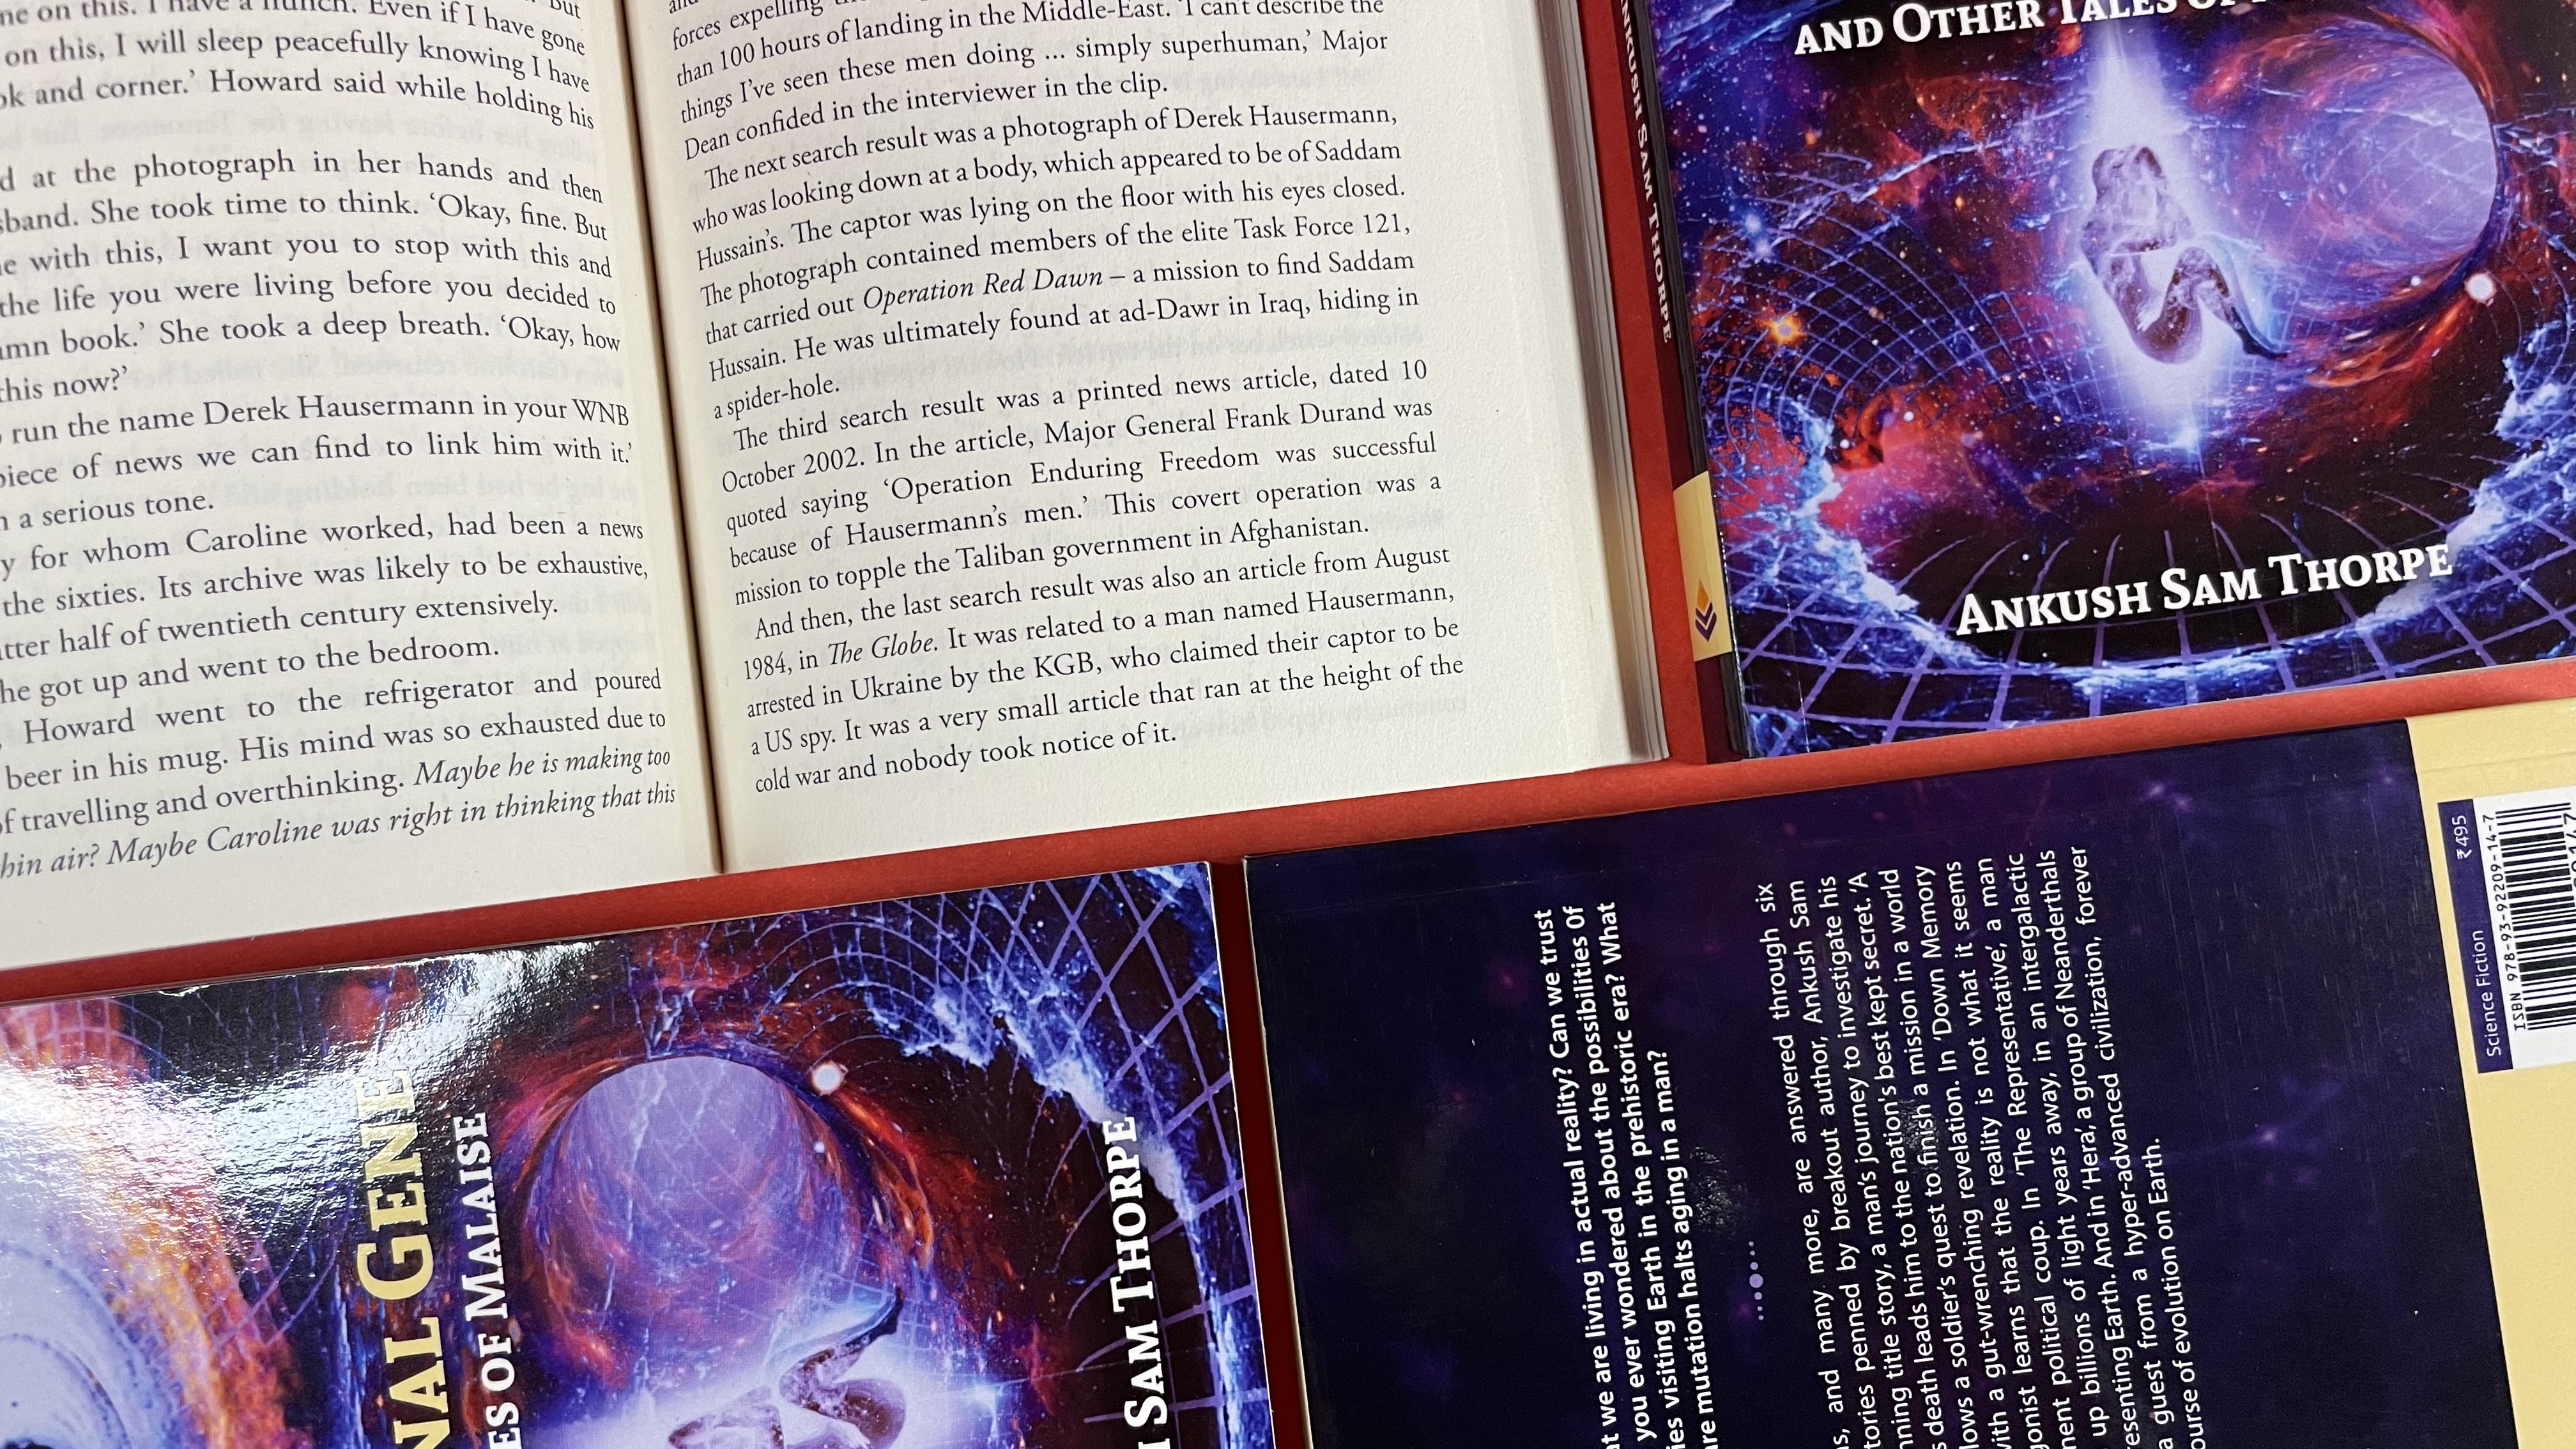 ne on this. I have a hunch. Even if I have gone
on this, I will sleep peacefully knowing I have
ok and corner.’ Howard said while holding his
d at the photograph in her hands and then
sband. She took time to think. ‘Okay, fine. But
e with this, I want you to stop with this and
the life you were living before you decided to
mn book.’ She took a deep breath. ‘Okay, how
this now?’
run the name Derek Hausermann in your WNB
piece of news we can find to link him with it.’
n a serious tone.
y for whom Caroline worked, had been a news
the sixties. Its archive was likely to be exhaustive,
tter half of twentieth century extensively.
he got up and went to the bedroom.
Howard went to the refrigerator and poured
beer in his mug. His mind was so exhausted due to
of travelling and overthinking. Maybe he is making too
hin air? Maybe Caroline was right in thinking that this
forces expelling
than 100 hours of landing in the Middle-East. ‘I can’t describe the
things I’ve seen these men doing ... simply superhuman,’ Major
Dean confided in the interviewer in the clip.
The next search result was a photograph of Derek Hausermann,
who was looking down at a body, which appeared to be of Saddam
Hussain’s. The captor was lying on the floor with his eyes closed.
The photograph contained members of the elite Task Force 121,
that carried out Operation Red Dawn – a mission to find Saddam
Hussain. He was ultimately found at ad-Dawr in Iraq, hiding in
a spider-hole.
The third search result was a printed news article, dated 10
October 2002. In the article, Major General Frank Durand was
quoted saying ‘Operation Enduring Freedom was successful
because of Hausermann’s men.’ This covert operation was a
mission to topple the Taliban government in Afghanistan.
And then, the last search result was also an article from August
1984, in The Globe. It was related to a man named Hausermann,
arrested in Ukraine by the KGB, who claimed their captor to be
a US spy. It was a very small article that ran at the height of the
cold war and nobody took notice of it.
ANKUSH SAM THORPE
AND OTHER TALES OF
ANKUSH SAM THORPE
NAL GENE
ES OF MALAISE
SAM THORPE
t we are living in actual reality? Can we trust
you ever wondered about the possibilities of
ies visiting Earth in the prehistoric era? What
re mutation halts aging in a man?
s, and many more, are answered through six
tories penned by breakout author, Ankush Sam
nning title story, a man’s journey to investigate his
s death leads him to the nation’s best kept secret. ‘A
lows a soldier’s quest to finish a mission in a world
with a gut-wrenching revelation. In ‘Down Memory
gonist learns that the reality is not what it seems
nent political coup. In ‘The Representative’, a man
up billions of light years away, in an intergalactic
resenting Earth. And in ‘Hera’, a group of Neanderthals
a guest from a hyper-advanced civilization, forever
ourse of evolution on Earth.
Science Fiction ₹495
ISBN 978-93-92209-14-7